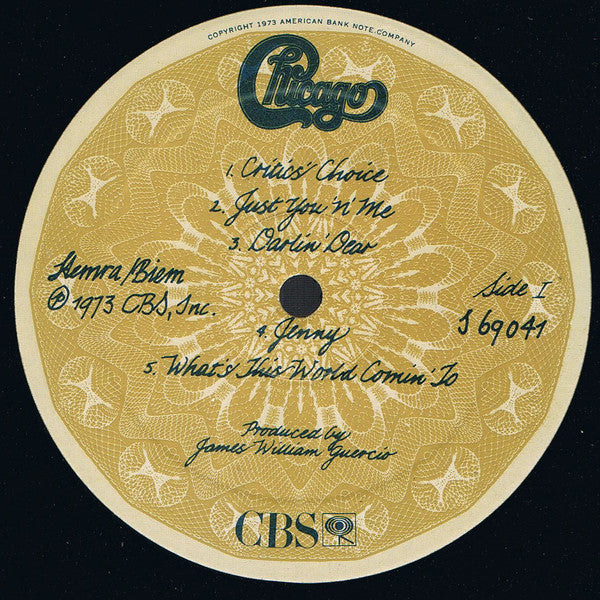 COPYRIGHT 1973 AMERICAN BANK NOTE COMPANY
Chicago
1. Critics' Choice
2. Just You 'n' Me
3. Darlin' Dear
Stemra/Biem
℗ 1973 CBS, Inc.
Side I
S 69041
4. Jenny
5. What's This World Comin' To
Produced by
James William Guercio
CBS